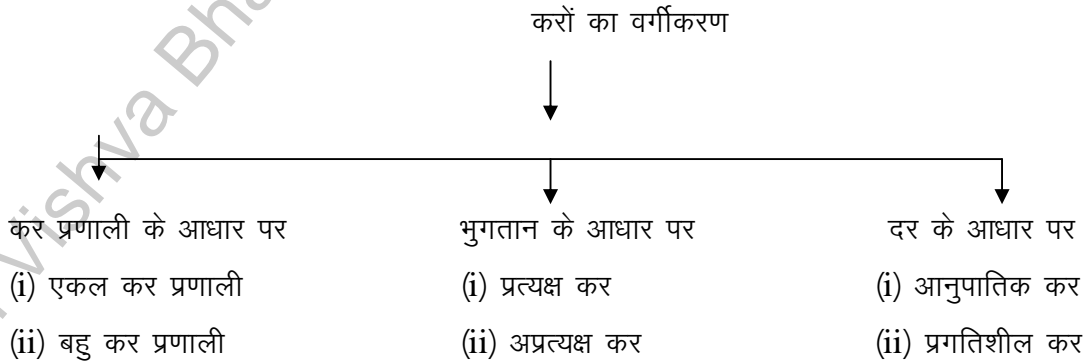 करों का वर्गीकरण
कर प्रणाली के आधार पर
(i) एकल कर प्रणाली
(ii) बहु कर प्रणाली
भुगतान के आधार पर
(i) प्रत्यक्ष कर
(ii) अप्रत्यक्ष कर
दर के आधार पर
(i) आनुपातिक कर
(ii) प्रगतिशील कर
Vishva